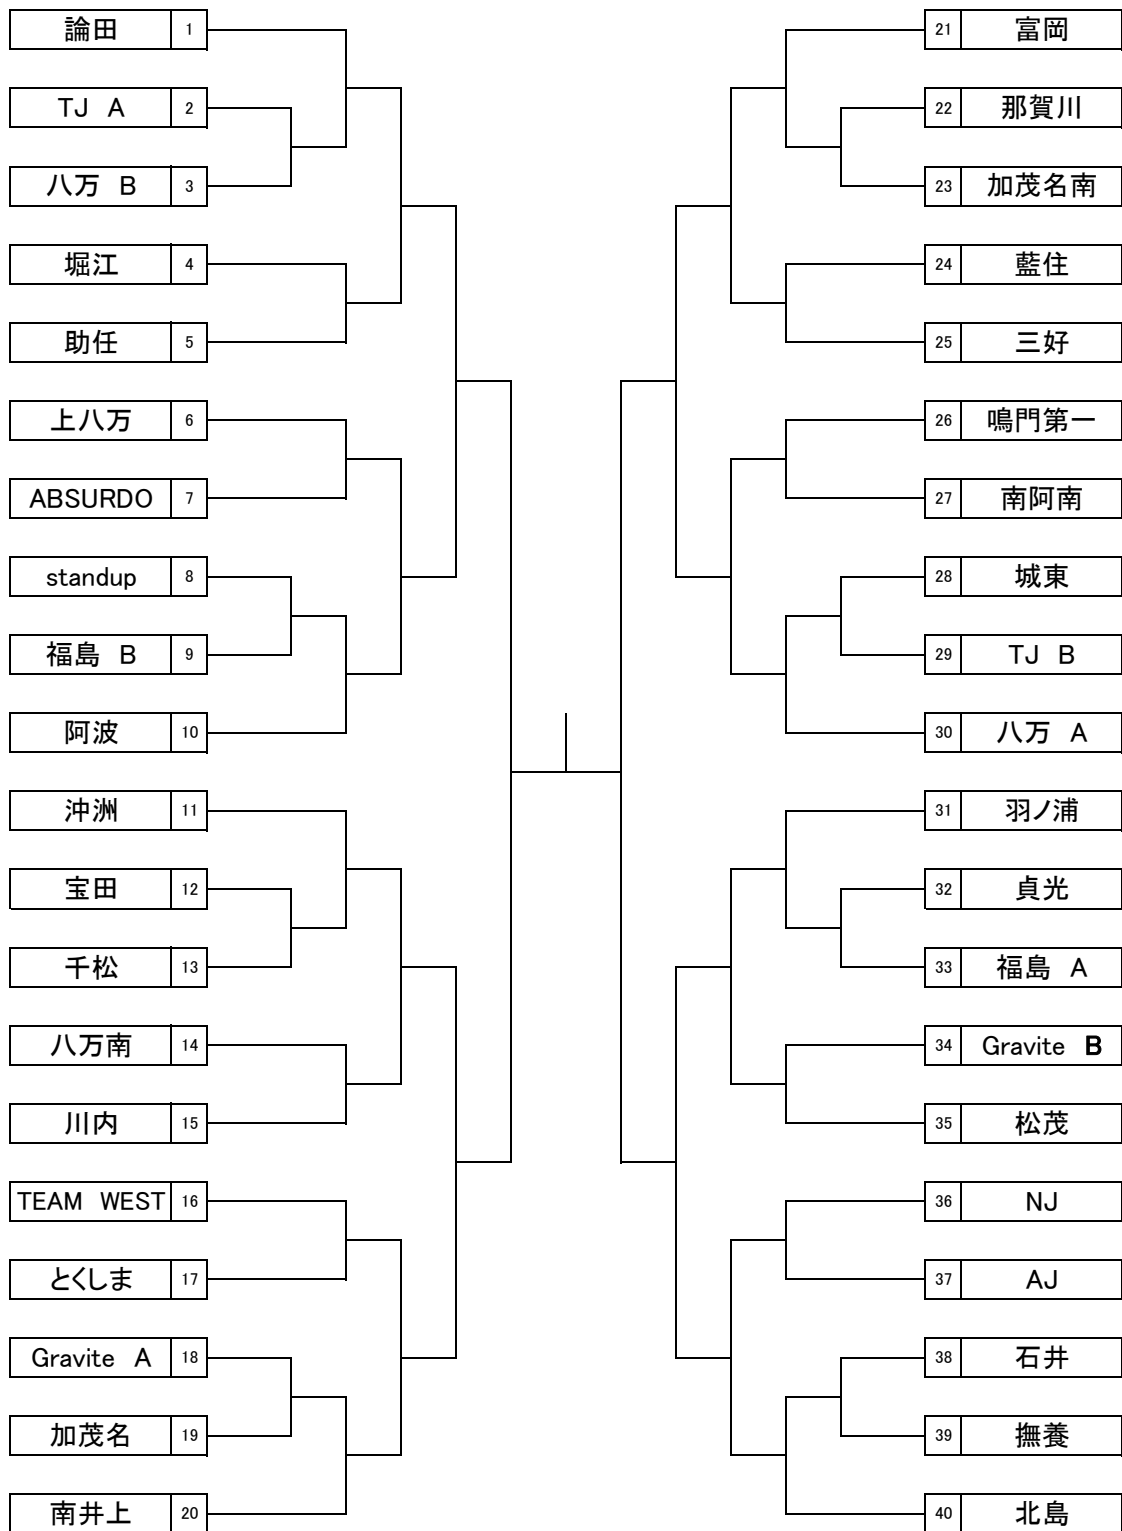 論田 1
TJ A 2
八万 B 3
堀江 4
助任 5
上八万 6
ABSURDO 7
standup 8
福島 B 9
阿波 10
沖洲 11
宝田 12
千松 13
八万南 14
川内 15
TEAM WEST 16
とくしま 17
Gravite A 18
加茂名 19
南井上 20
21 富岡
22 那賀川
23 加茂名南
24 藍住
25 三好
26 鳴門第一
27 南阿南
28 城東
29 TJ B
30 八万 A
31 羽ノ浦
32 貞光
33 福島 A
34 Gravite B
35 松茂
36 NJ
37 AJ
38 石井
39 撫養
40 北島